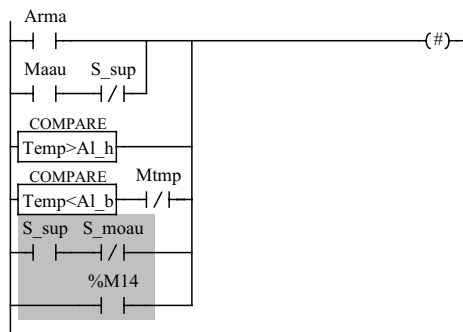 Arma
(#)
Maau S_sup
COMPARE
Temp>Al_h
COMPARE
Temp<Al_b Mtmp
S_sup S_moau
%M14